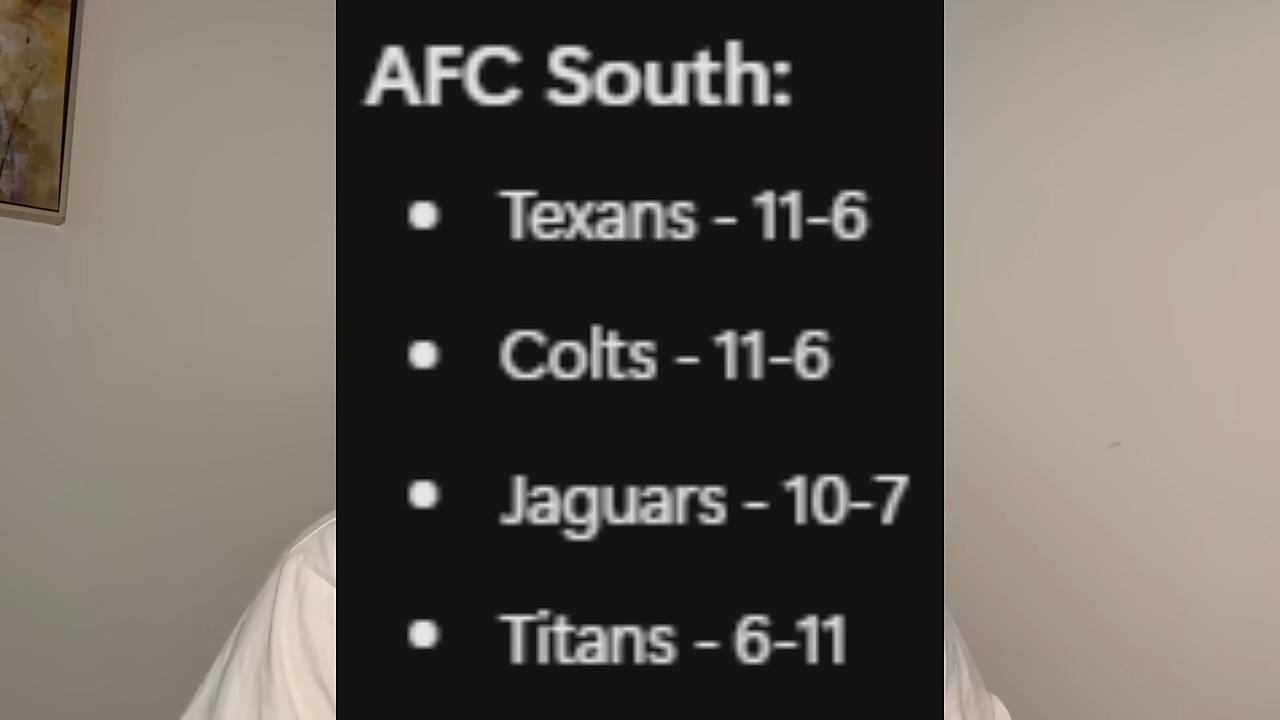 AFC South:
• Texans - 11-6
• Colts - 11-6
• Jaguars - 10-7
• Titans - 6-11